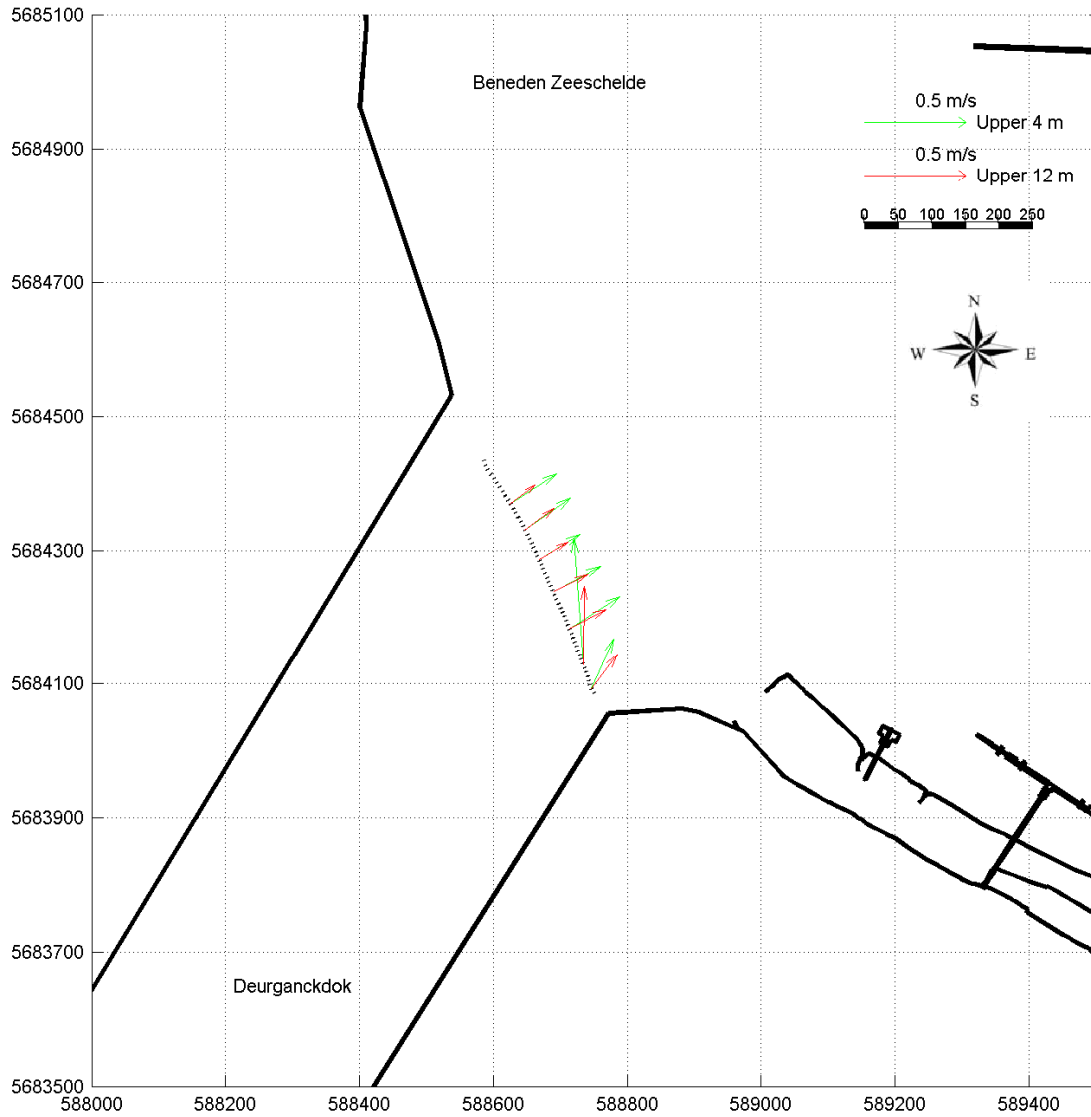 5685100
Beneden Zeeschelde
0.5 m/s
Upper 4 m
5684900
0.5 m/s
Upper 12 m
0 50 100 150 200 250
5684700
N
W E
S
5684500
5684300
5684100
5683900
5683700
Deurganckdok
5683500
588000 588200 588400 588600 588800 589000 589200 589400